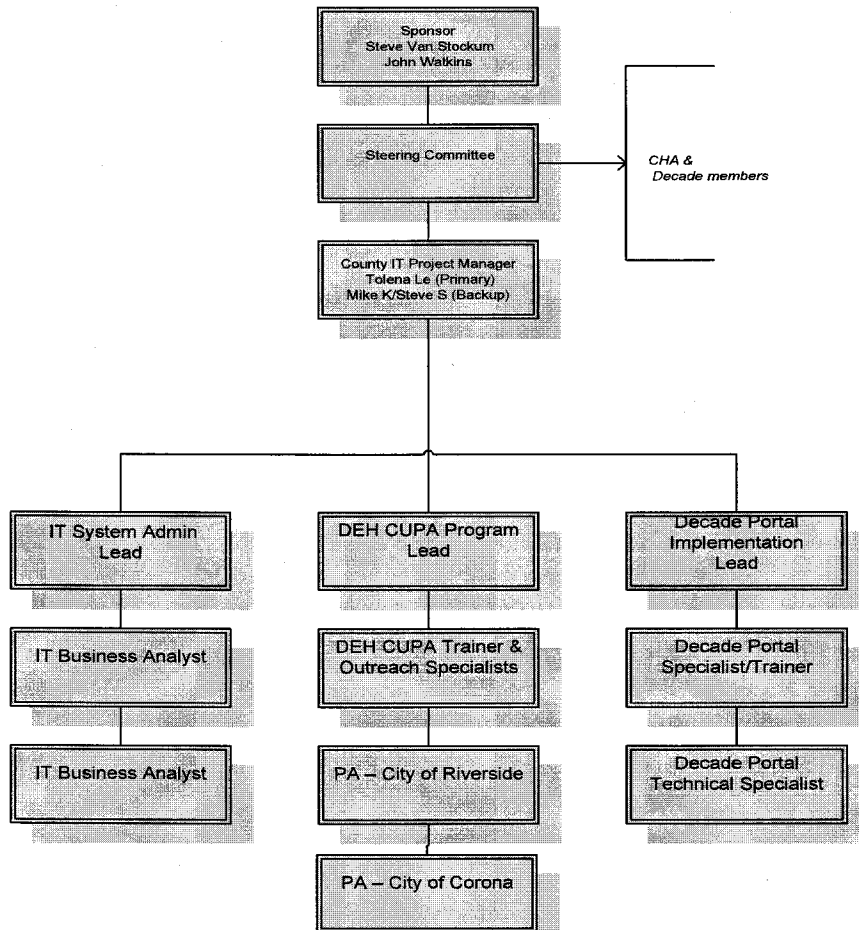 Sponsor
Steve Van Stockum
John Watkins
Steering Committee
CHA &
Decade members
County IT Project Manager
Tolena Le (Primary)
Mike K/Steve S (Backup)
IT System Admin
Lead
DEH CUPA Program
Lead
Decade Portal
Implementation
Lead
IT Business Analyst
DEH CUPA Trainer &
Outreach Specialists
Decade Portal
Specialist/Trainer
IT Business Analyst
PA – City of Riverside
Decade Portal
Technical Specialist
PA – City of Corona